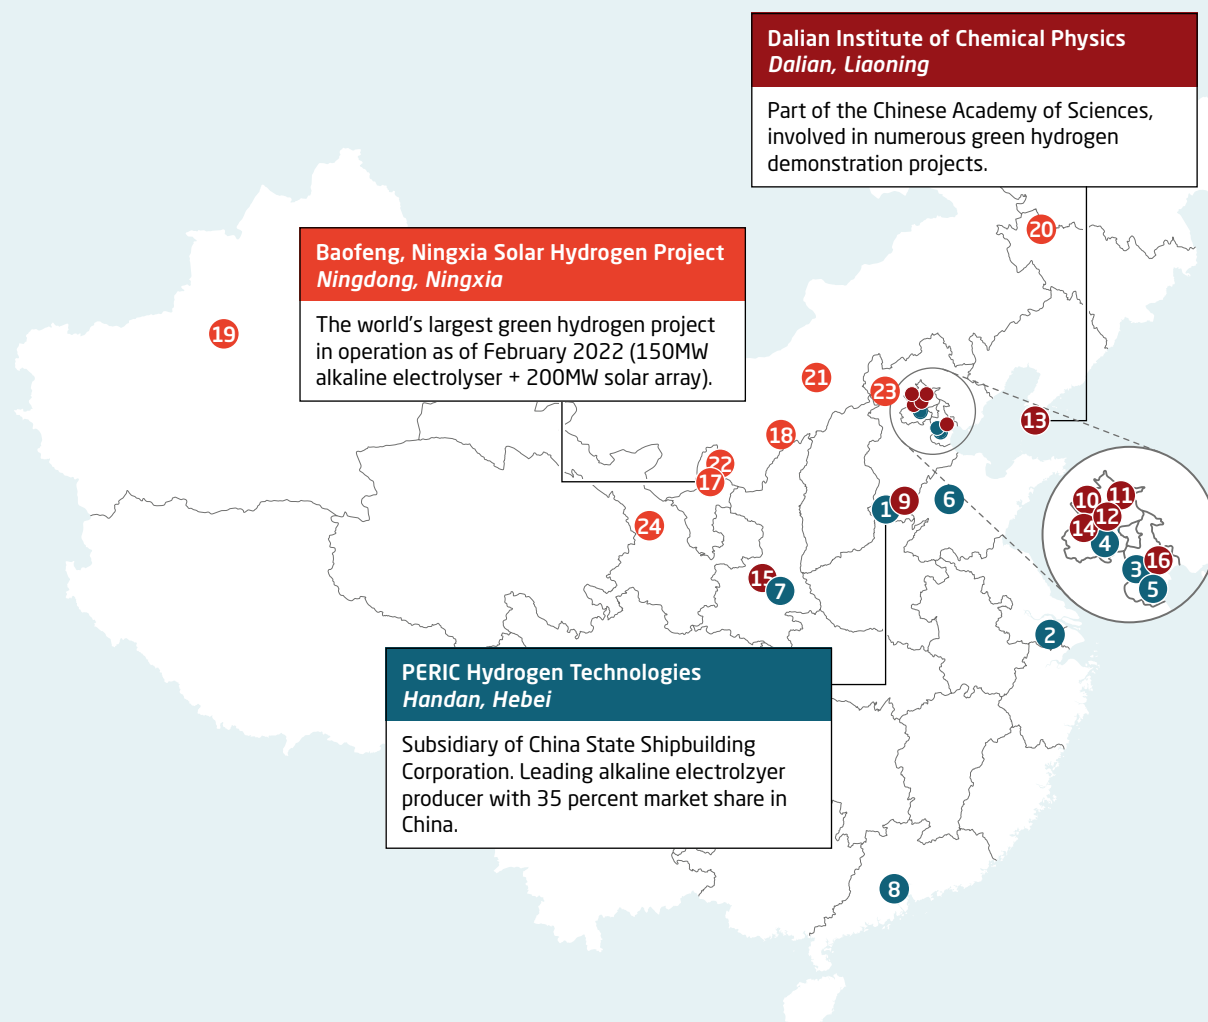 Dalian Institute of Chemical Physics
Dalian, Liaoning
Part of the Chinese Academy of Sciences,
involved in numerous green hydrogen
demonstration projects.
20
Baofeng, Ningxia Solar Hydrogen Project
Ningdong, Ningxia
The world's largest green hydrogen project
in operation as of February 2022 (150MW
alkaline electrolyser + 200MW solar array).
19
21
23
13
18
22
17
1
9
6
24
15
7
10
11
12
14
4
3
16
5
2
PERIC Hydrogen Technologies
Handan, Hebei
Subsidiary of China State Shipbuilding
Corporation. Leading alkaline electrolzyer
producer with 35 percent market share in
China.
8